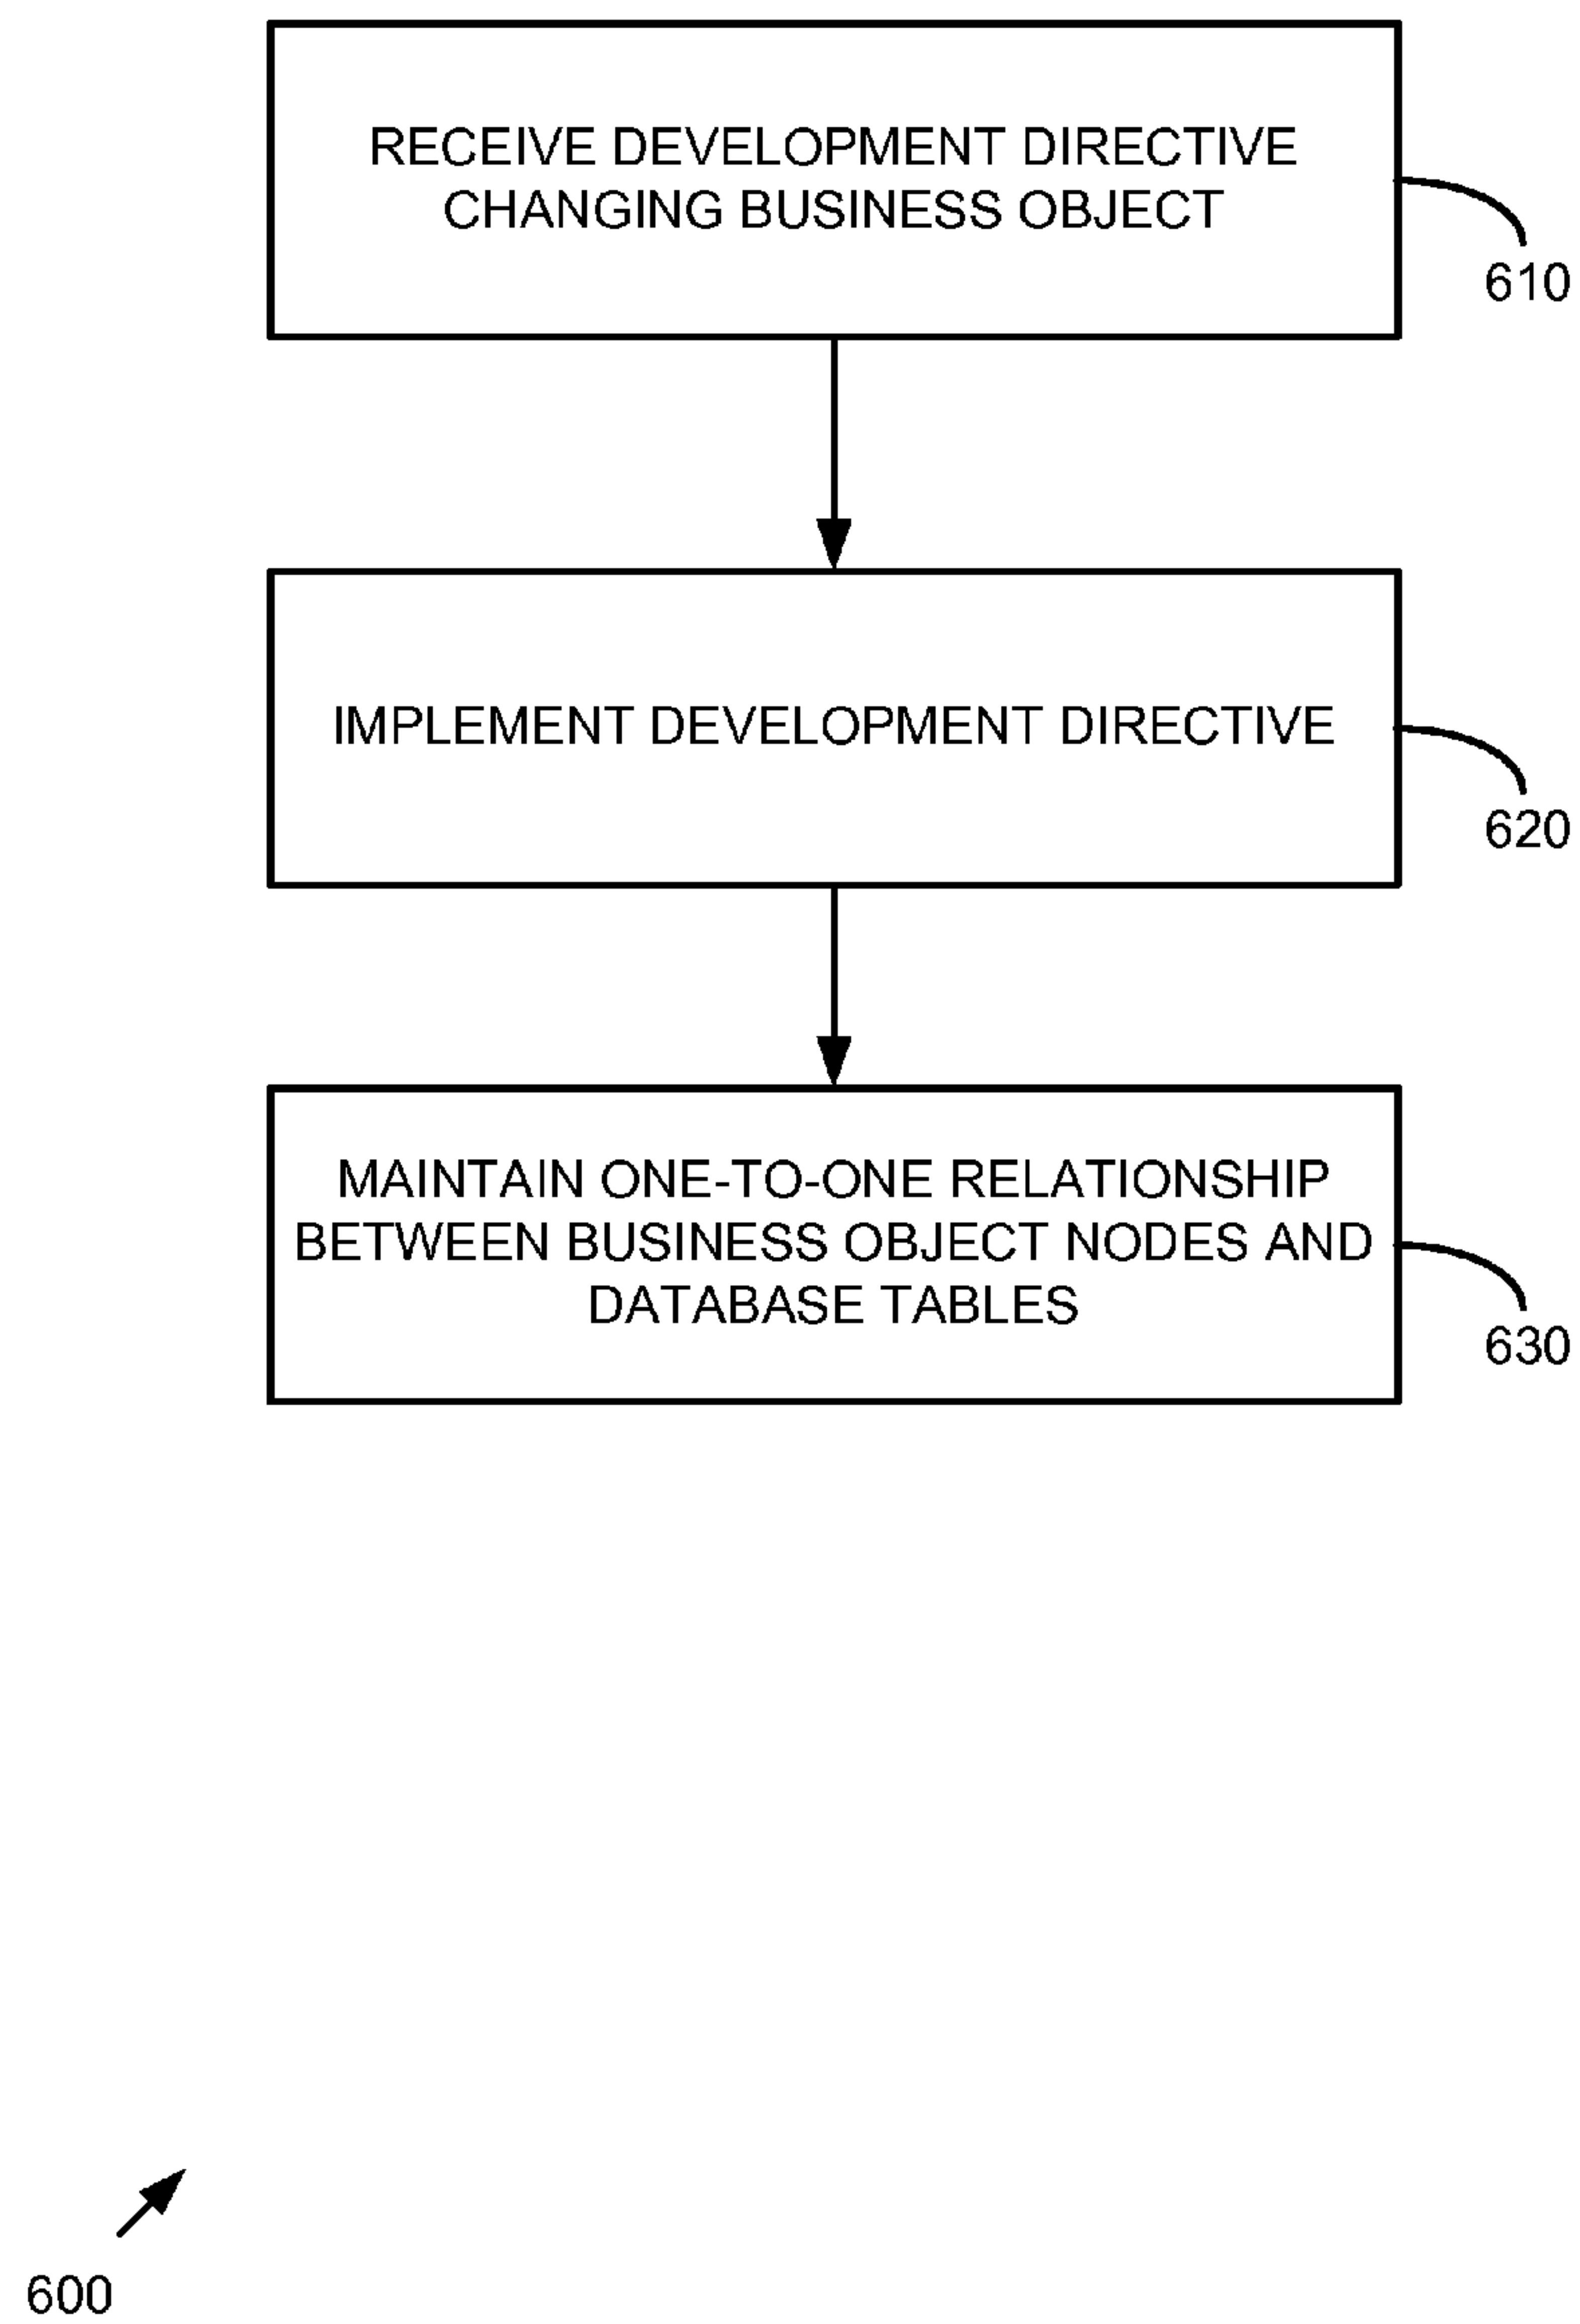 RECEIVE DEVELOPMENT DIRECTIVE
CHANGING BUSINESS OBJECT
610
IMPLEMENT DEVELOPMENT DIRECTIVE
620
MAINTAIN ONE-TO-ONE RELATIONSHIP
BETWEEN BUSINESS OBJECT NODES AND
DATABASE TABLES
630
600